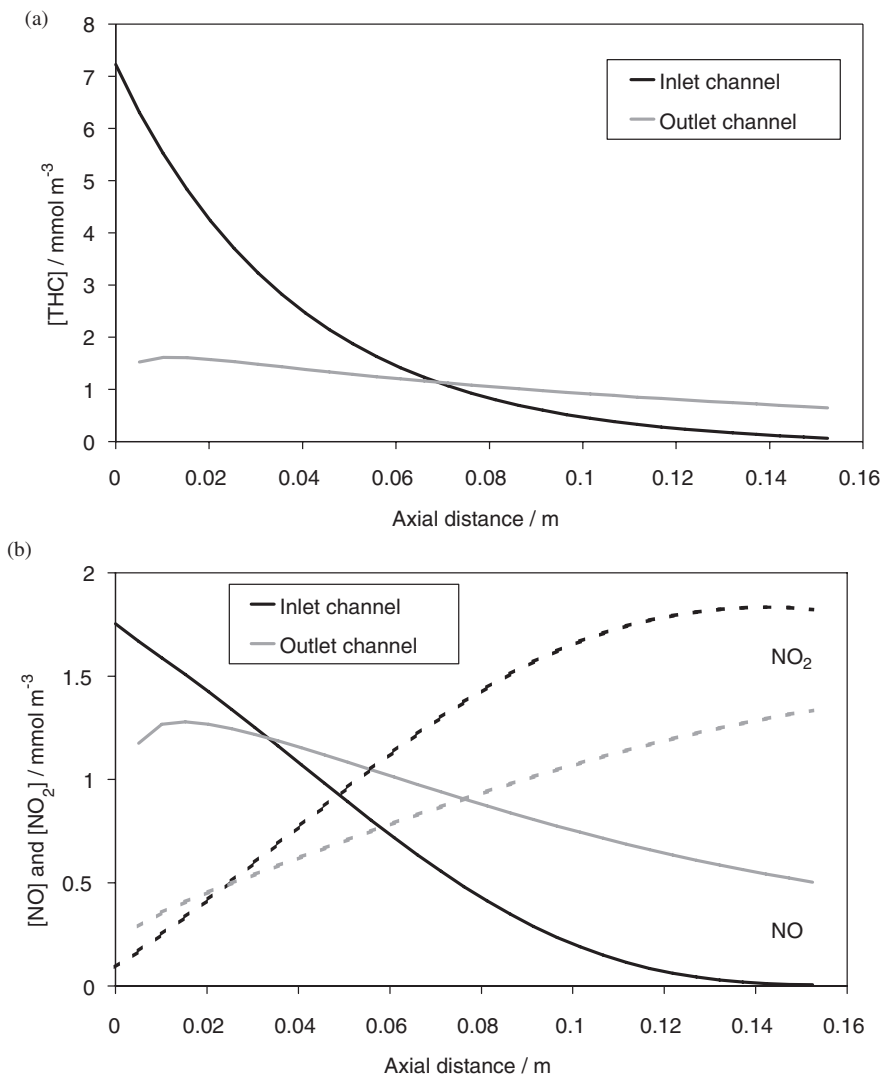 (a)
8
7
6
5
4
3
2
1
0
[THC] / mmol m⁻³
Inlet channel
Outlet channel
0 0.02 0.04 0.06 0.08 0.1 0.12 0.14 0.16
Axial distance / m
(b)
2
1.5
1
0.5
0
[NO] and [NO₂] / mmol m⁻³
Inlet channel
Outlet channel
NO₂
NO
0 0.02 0.04 0.06 0.08 0.1 0.12 0.14 0.16
Axial distance / m